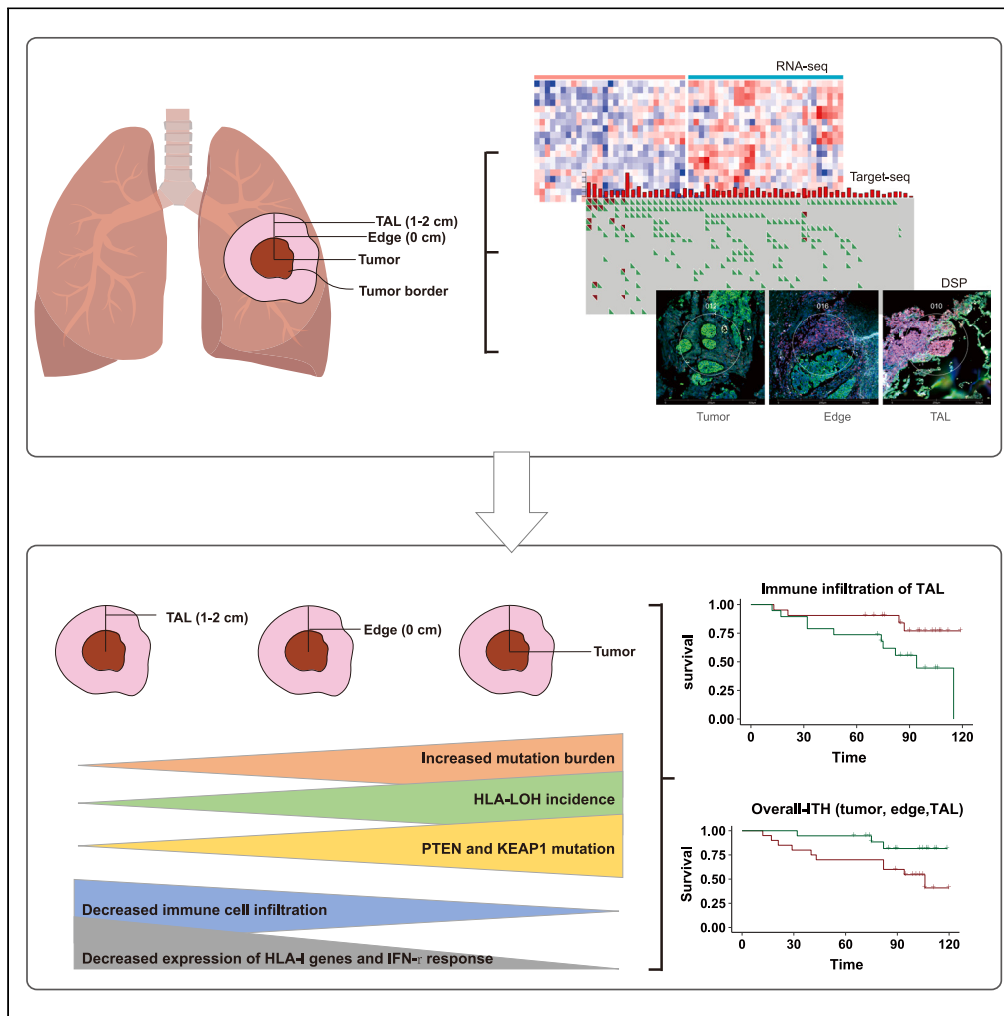 RNA-seq
Target-seq
TAL (1-2 cm)
Edge (0 cm)
Tumor
Tumor border
DSP
012
016
010
Tumor
Edge
TAL
TAL (1-2 cm)
Edge (0 cm)
Tumor
Increased mutation burden
HLA-LOH incidence
PTEN and KEAP1 mutation
Decreased immune cell infiltration
Decreased expression of HLA-I genes and IFN-r response
Immune infiltration of TAL
survival
1.00
0.75
0.50
0.25
0.00
0 30 60 90 120
Time
Overall-ITH (tumor, edge,TAL)
Survival
1.00
0.75
0.50
0.25
0.00
0 30 60 90 120
Time